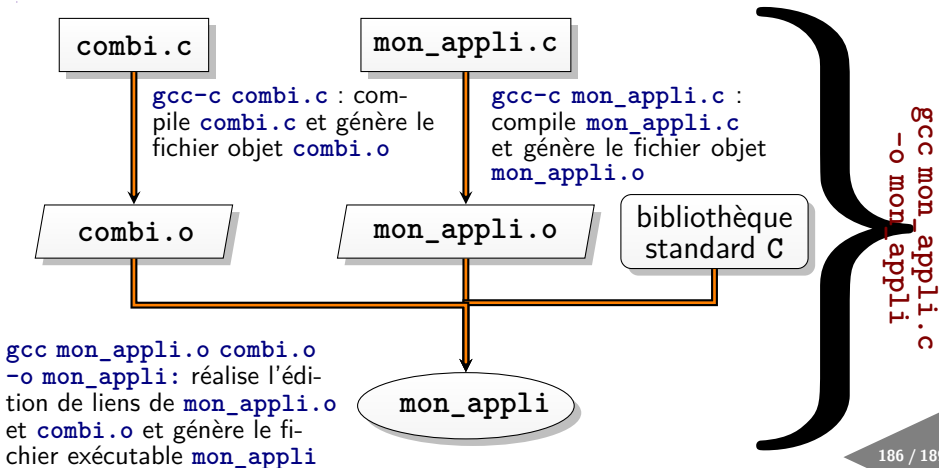 combi.c
mon_appli.c
gcc-c combi.c : com-
pile combi.c et génère le
fichier objet combi.o
gcc-c mon_appli.c :
compile mon_appli.c
et génère le fichier objet
mon_appli.o
combi.o
mon_appli.o
bibliothèque
standard C
gcc mon_appli.o combi.o
-o mon_appli: réalise l'édi-
tion de liens de mon_appli.o
et combi.o et génère le fi-
chier exécutable mon_appli
mon_appli
gcc mon_appli.c
-o mon_appli